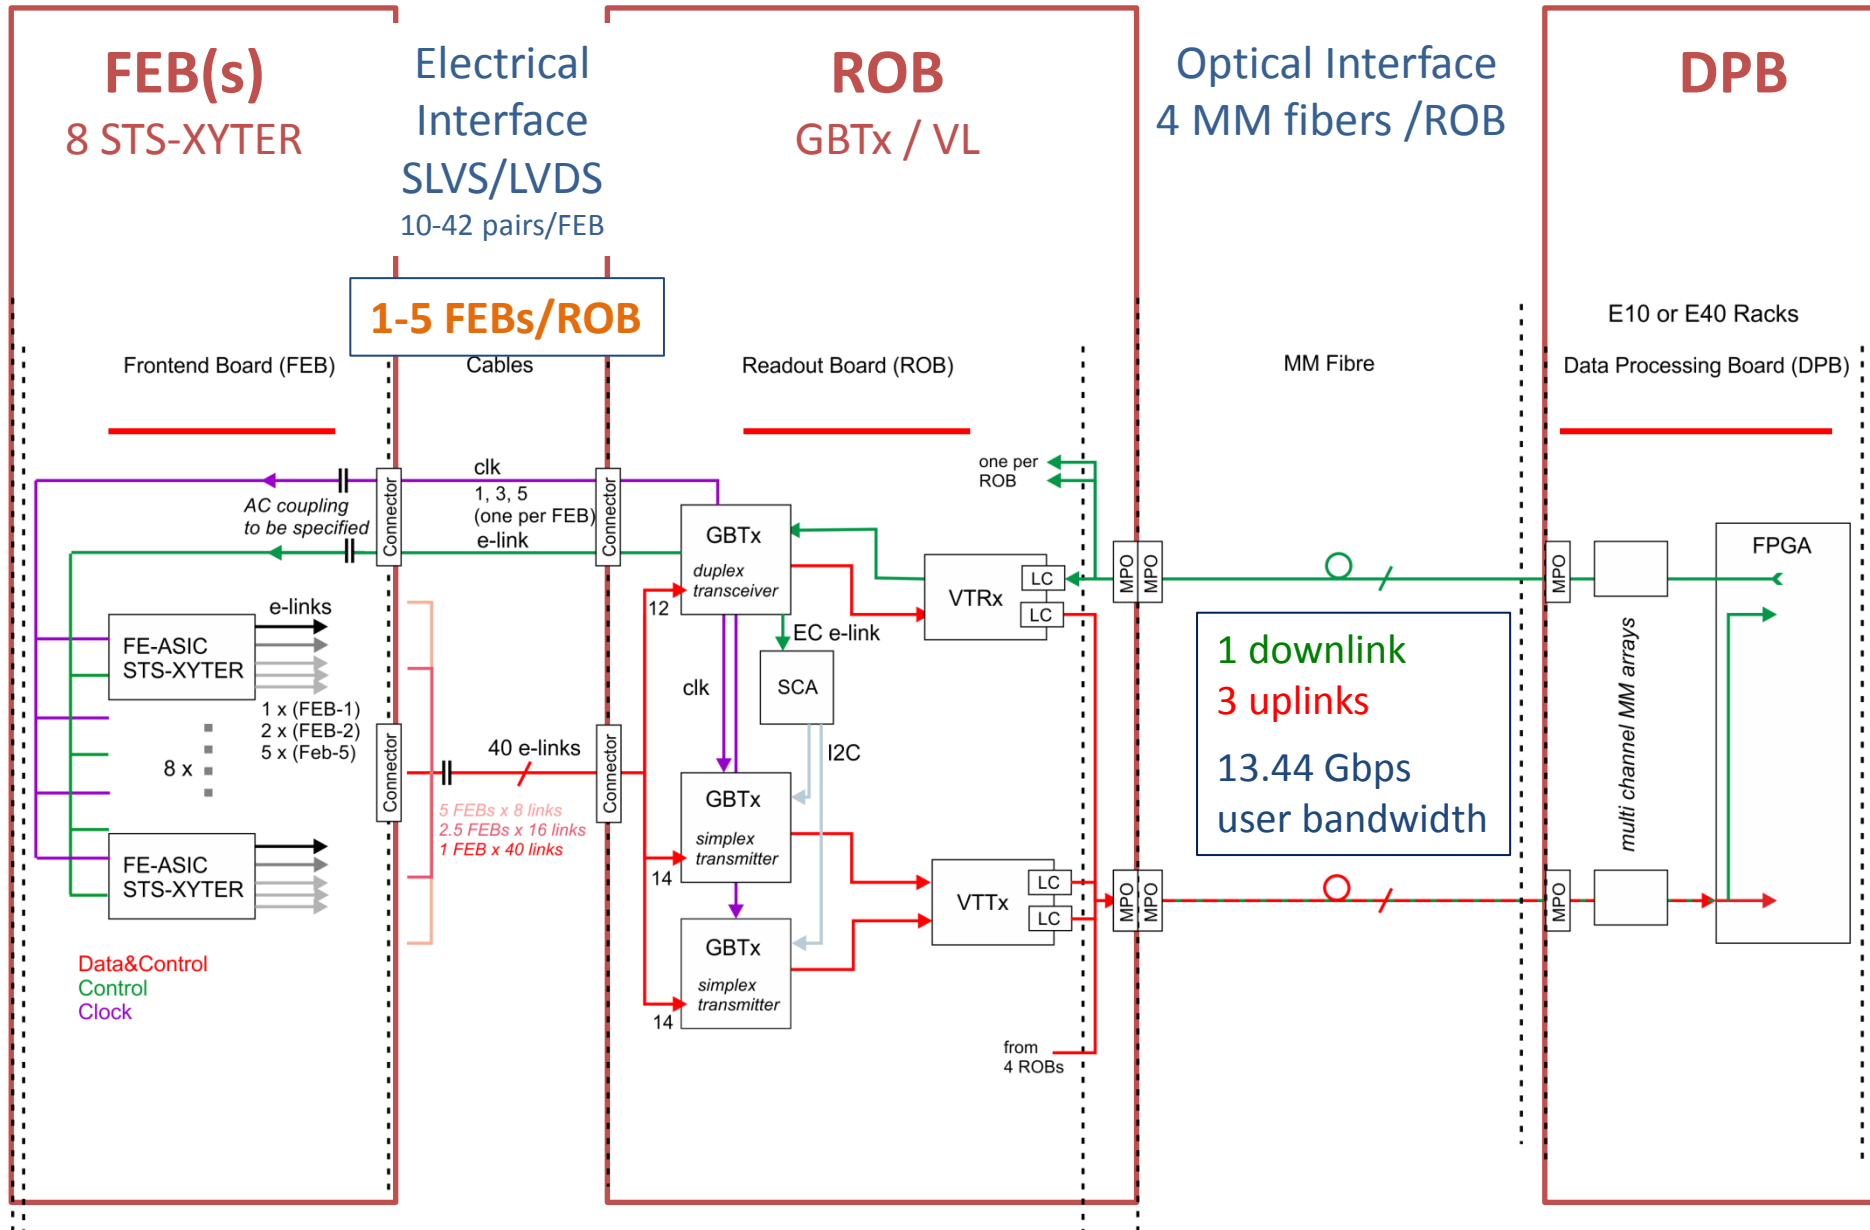 FEB(s)
8 STS-XYTER
Electrical
Interface
SLVS/LVDS
10-42 pairs/FEB
ROB
GBTx / VL
Optical Interface
4 MM fibers /ROB
DPB
1-5 FEBs/ROB
E10 or E40 Racks
Frontend Board (FEB)
Cables
Readout Board (ROB)
MM Fibre
Data Processing Board (DPB)
clk
1, 3, 5
(one per FEB)
e-link
AC coupling
to be specified
Connector
Connector
one per
ROB
GBTx
duplex
transceiver
12
VTRx
LC
LC
MPO
MPO
MPO
FPGA
e-links
FE-ASIC
STS-XYTER
1 x (FEB-1)
2 x (FEB-2)
5 x (Feb-5)
8 x
FE-ASIC
STS-XYTER
Connector
40 e-links
Connector
5 FEBs x 8 links
2.5 FEBs x 16 links
1 FEB x 40 links
EC e-link
clk
SCA
I2C
GBTx
simplex
transmitter
14
GBTx
simplex
transmitter
14
VTTx
LC
LC
MPO
MPO
MPO
from
4 ROBs
1 downlink
3 uplinks
13.44 Gbps
user bandwidth
multi channel MM arrays
Data&Control
Control
Clock